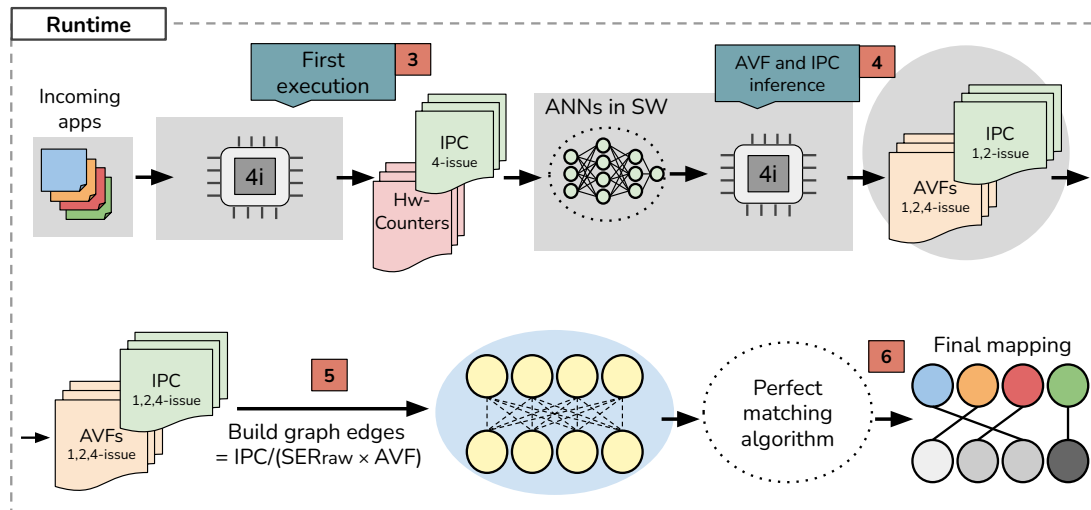 Runtime
Incoming
apps
First
execution
3
4i
IPC
4-issue
Hw-
Counters
ANNs in SW
AVF and IPC
inference
4
4i
IPC
1,2-issue
AVFs
1,2,4-issue
IPC
1,2,4-issue
AVFs
1,2,4-issue
5
Build graph edges
= IPC/(SERraw × AVF)
Perfect
matching
algorithm
6
Final mapping